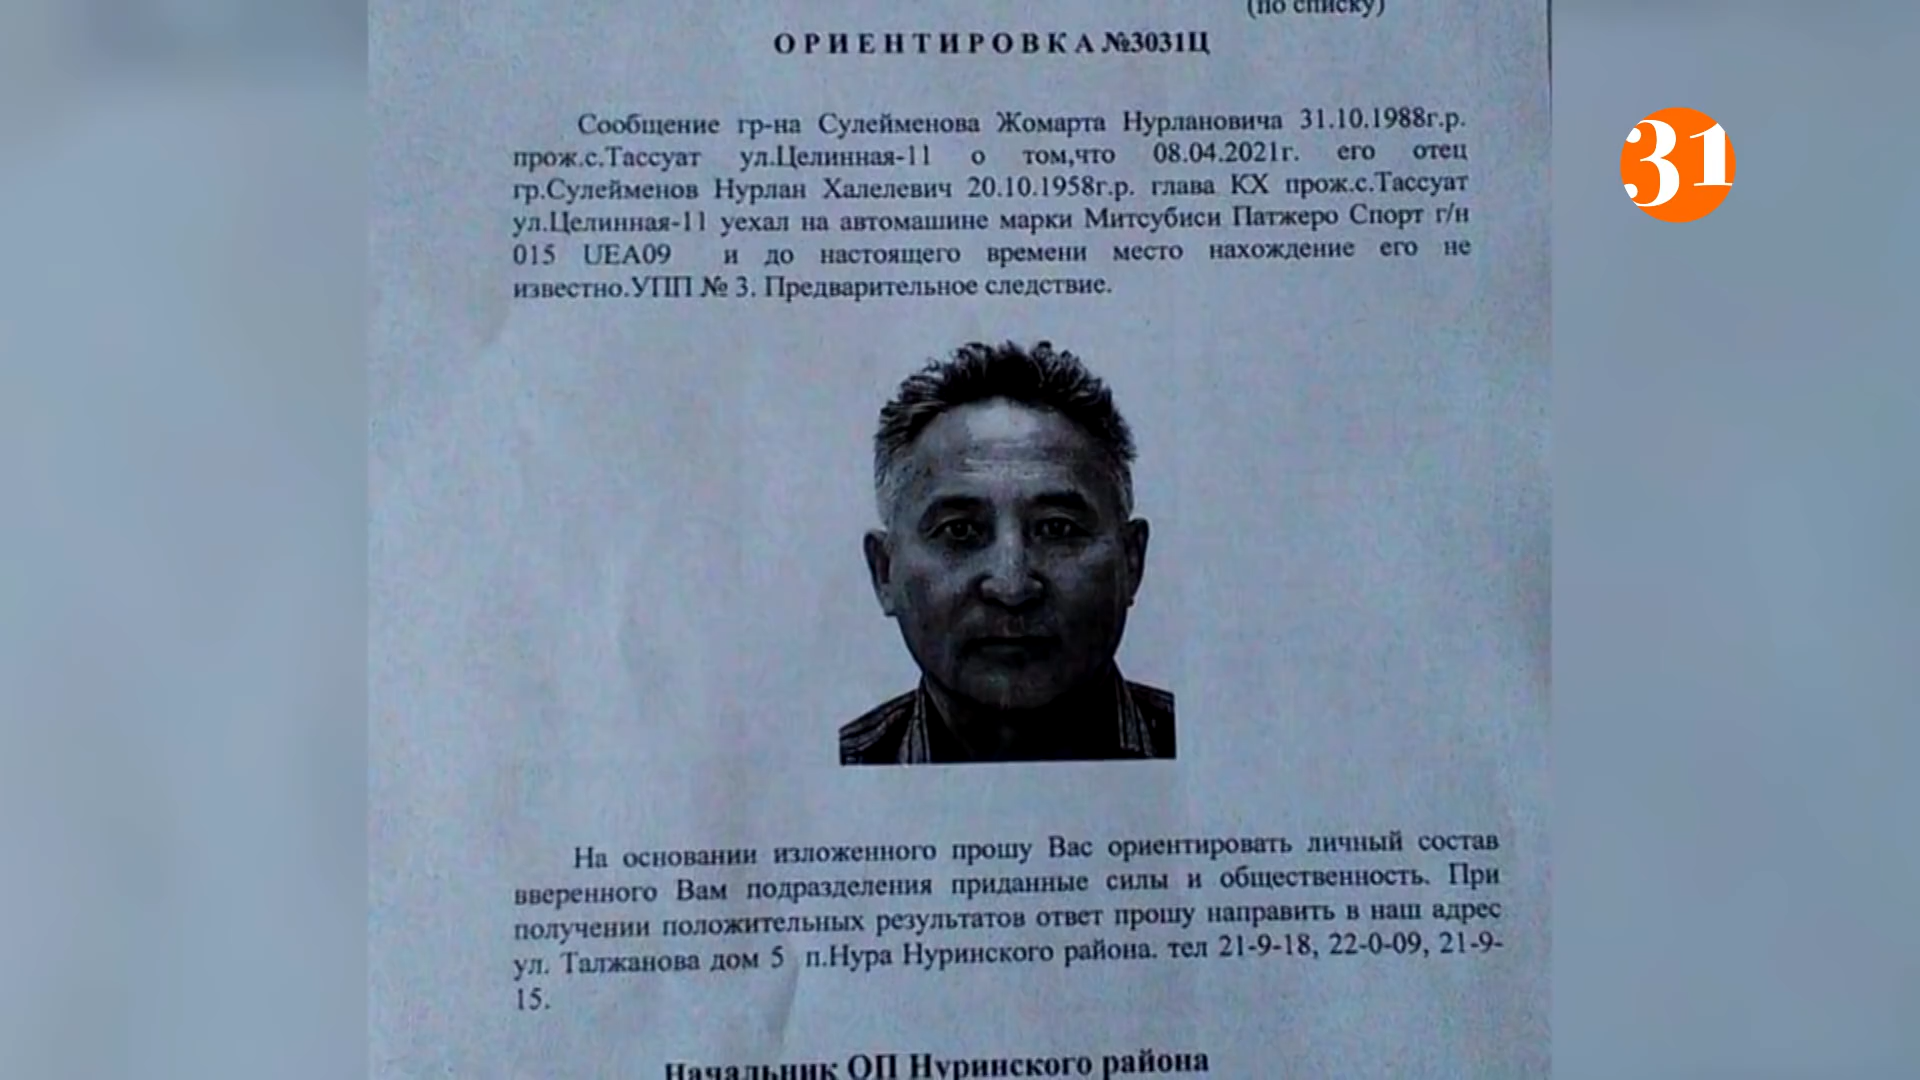 (по списку)
О Р И Е Н Т И Р О В К А №3031Ц
31
Сообщение гр-на Сулейменова Жомарта Нурлановича 31.10.1988г.р.
прож.с.Тассуат ул.Целинная-11 о том,что 08.04.2021г. его отец
гр.Сулейменов Нурлан Халелевич 20.10.1958г.р. глава КХ прож.с.Тассуат
ул.Целинная-11 уехал на автомашине марки Митсубиси Патжеро Спорт г/н
015 UEA09 и до настоящего времени место нахождение его не
известно.УПП № 3. Предварительное следствие.
На основании изложенного прошу Вас ориентировать личный состав
вверенного Вам подразделения приданные силы и общественность. При
получении положительных результатов ответ прошу направить в наш адрес
ул. Талжанова дом 5 п.Нура Нуринского района. тел 21-9-18, 22-0-09, 21-9-
15.
Начальник ОП Нуринского района